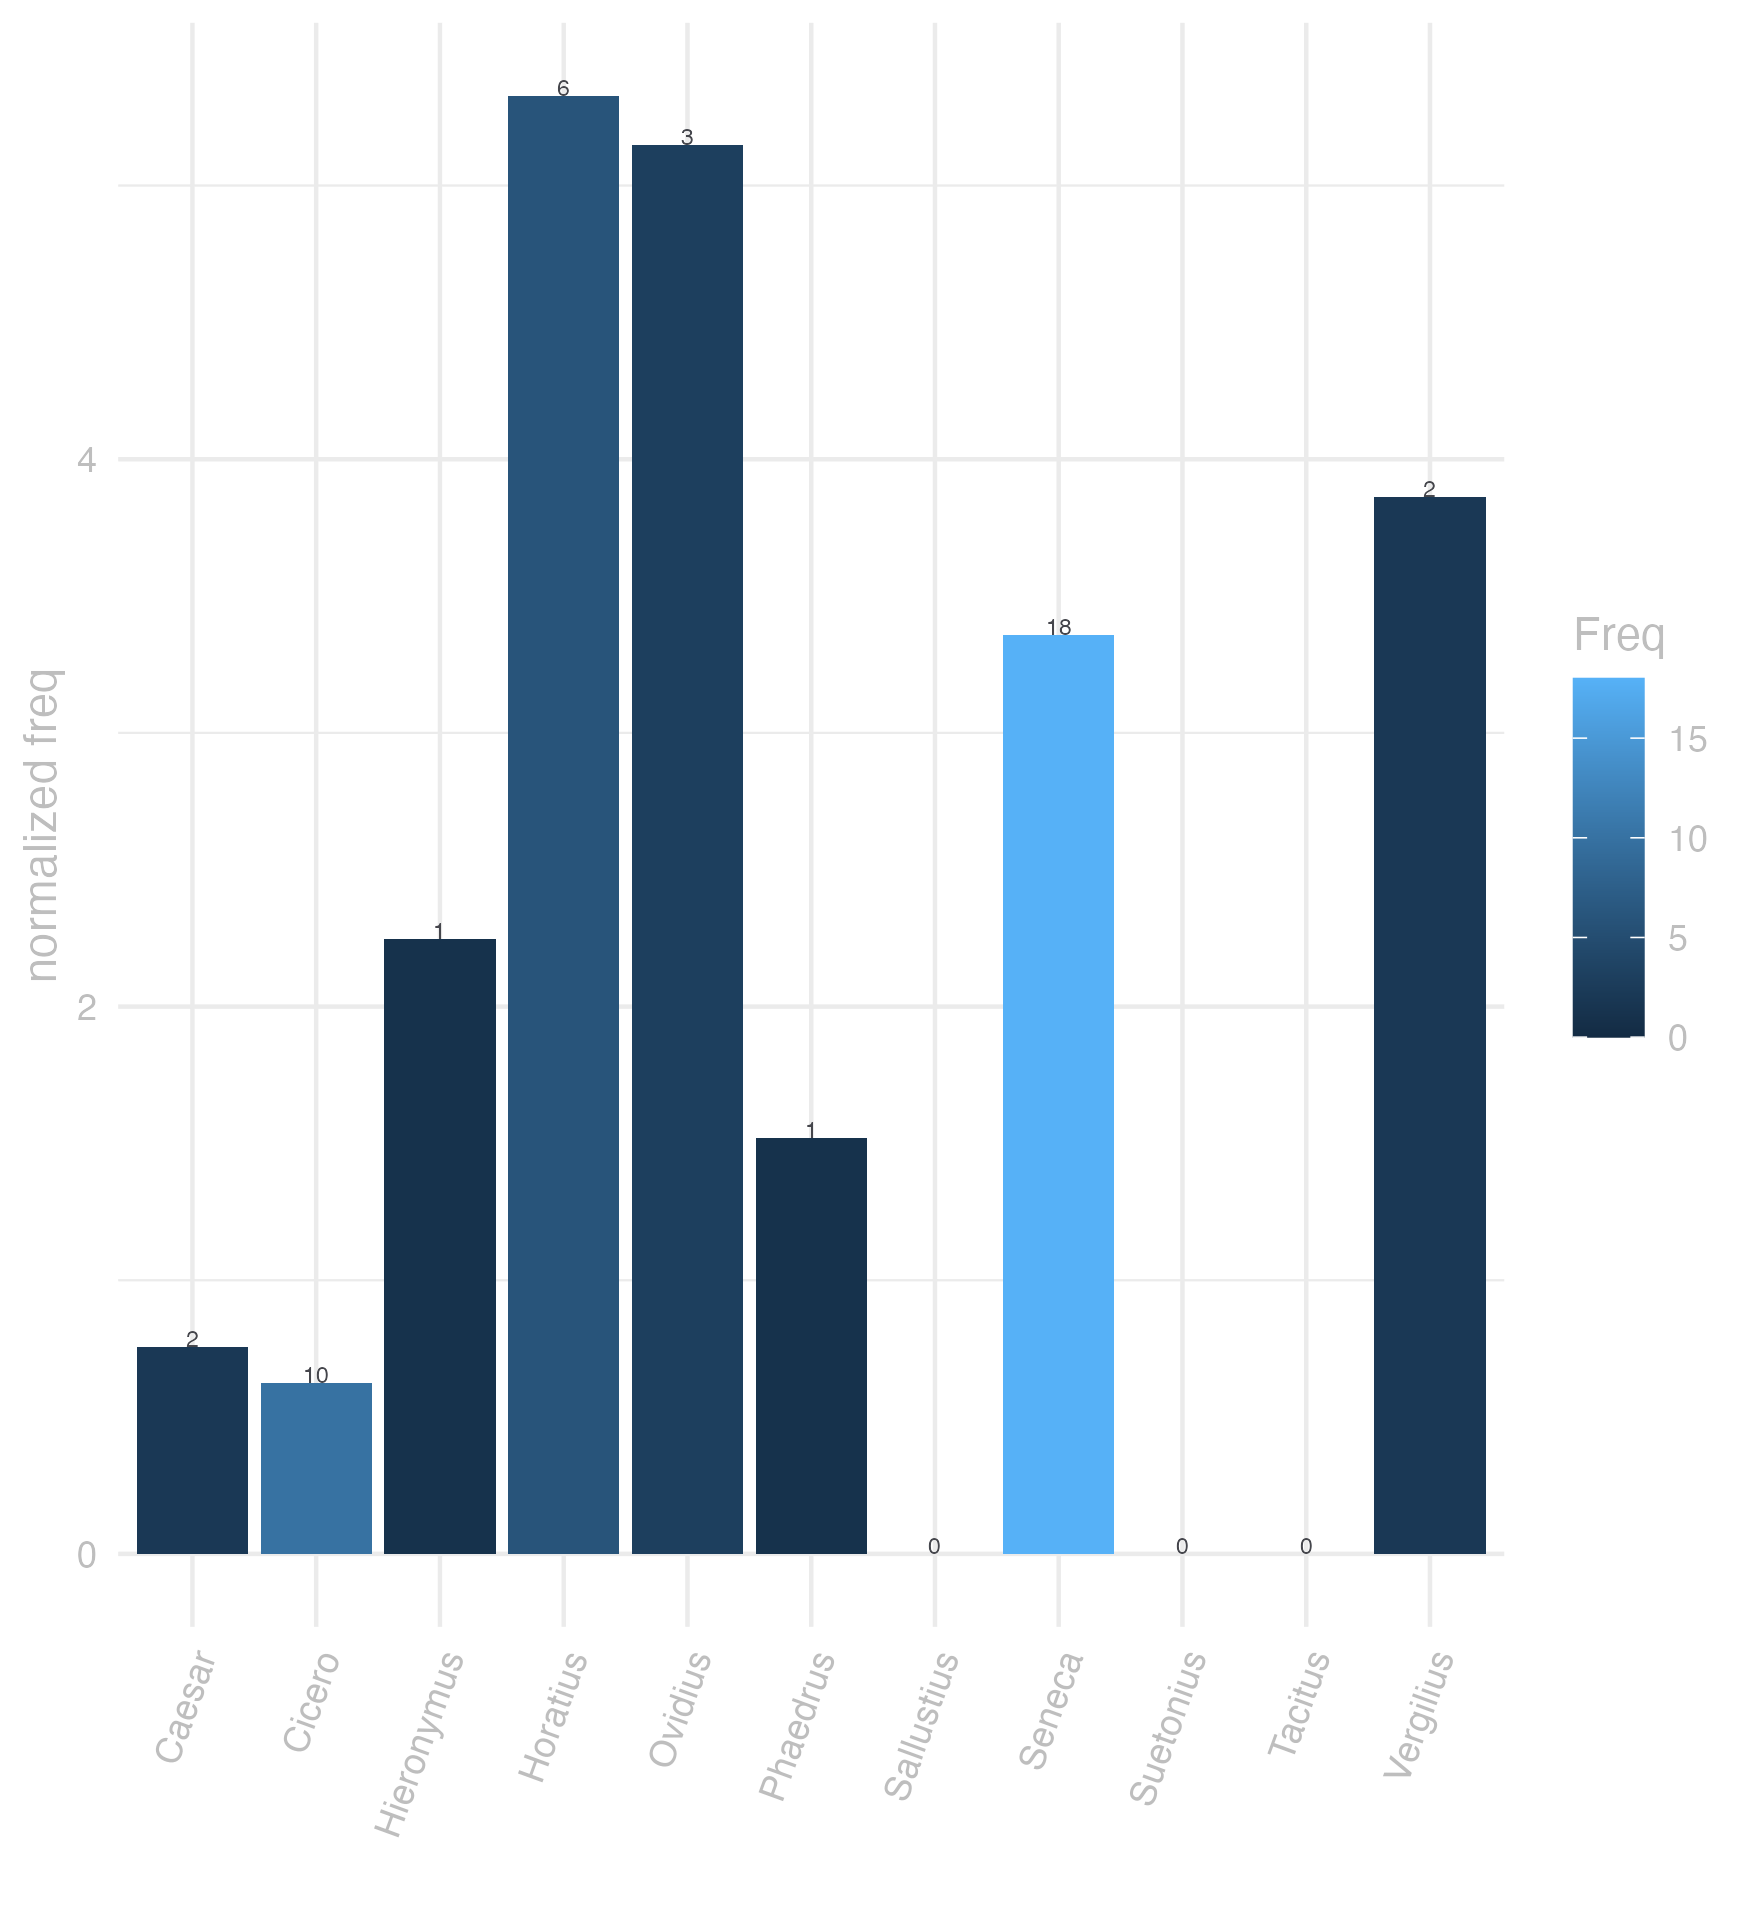 normalized freq
4
2
0
6
3
2
18
1
1
2
10
0
0
0
Caesar
Cicero
Hieronymus
Horatius
Ovidius
Phaedrus
Sallustius
Seneca
Suetonius
Tacitus
Vergilius
Freq
15
10
5
0